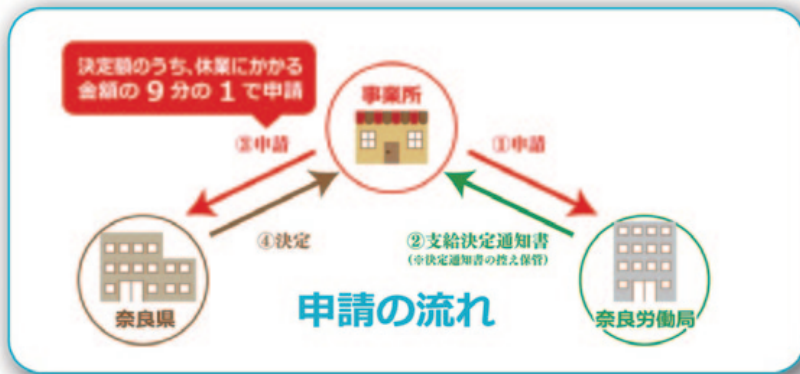 決定額のうち、休業にかかる
金額の9分の1で申請
事業所
③申請
①申請
④決定
②支給決定通知書
(※決定通知書の控え保管)
奈良県
申請の流れ
奈良労働局